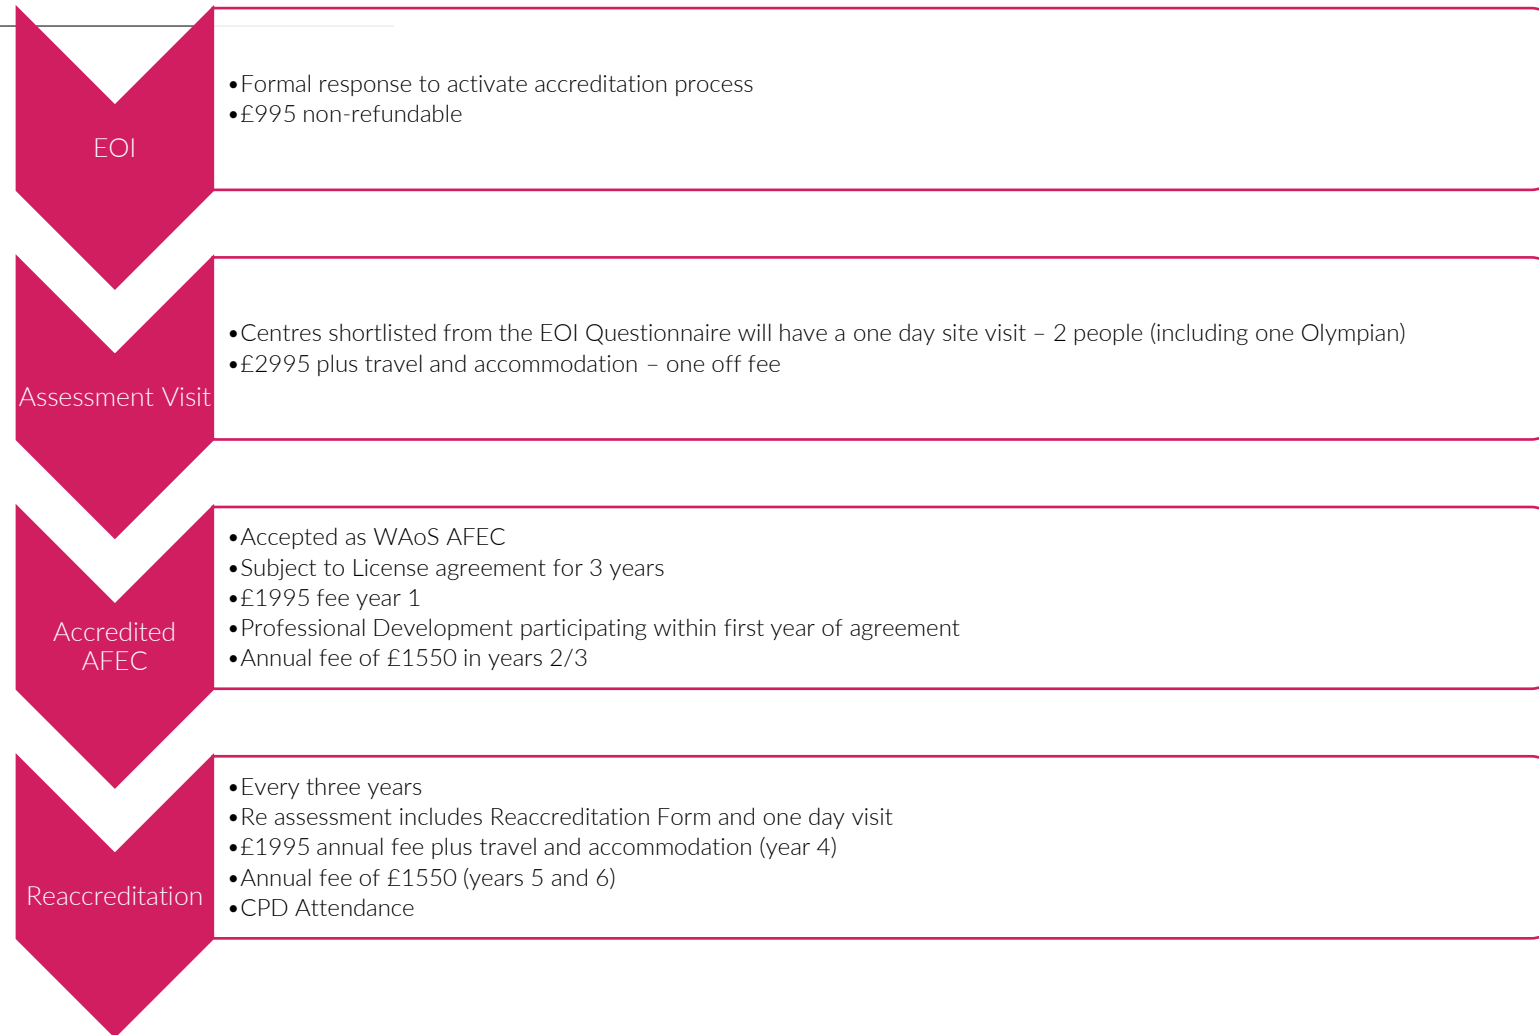 EOI
•Formal response to activate accreditation process
•£995 non-refundable
Assessment Visit
•Centres shortlisted from the EOI Questionnaire will have a one day site visit – 2 people (including one Olympian)
•£2995 plus travel and accommodation – one off fee
Accredited
AFEC
•Accepted as WAoS AFEC
•Subject to License agreement for 3 years
•£1995 fee year 1
•Professional Development participating within first year of agreement
•Annual fee of £1550 in years 2/3
Reaccreditation
•Every three years
•Re assessment includes Reaccreditation Form and one day visit
•£1995 annual fee plus travel and accommodation (year 4)
•Annual fee of £1550 (years 5 and 6)
•CPD Attendance